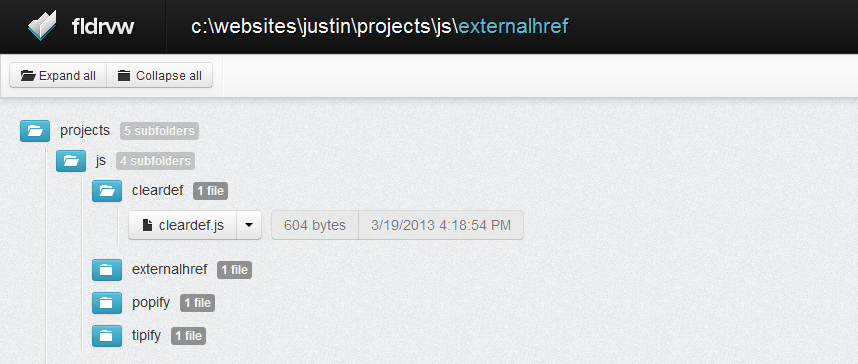 fldrvw c:\websites\justin\projects\js\externalhref
Expand all Collapse all
projects 5 subfolders
js 4 subfolders
cleardef 1 file
cleardef.js 604 bytes 3/19/2013 4:18:54 PM
externalhref 1 file
popify 1 file
tipify 1 file